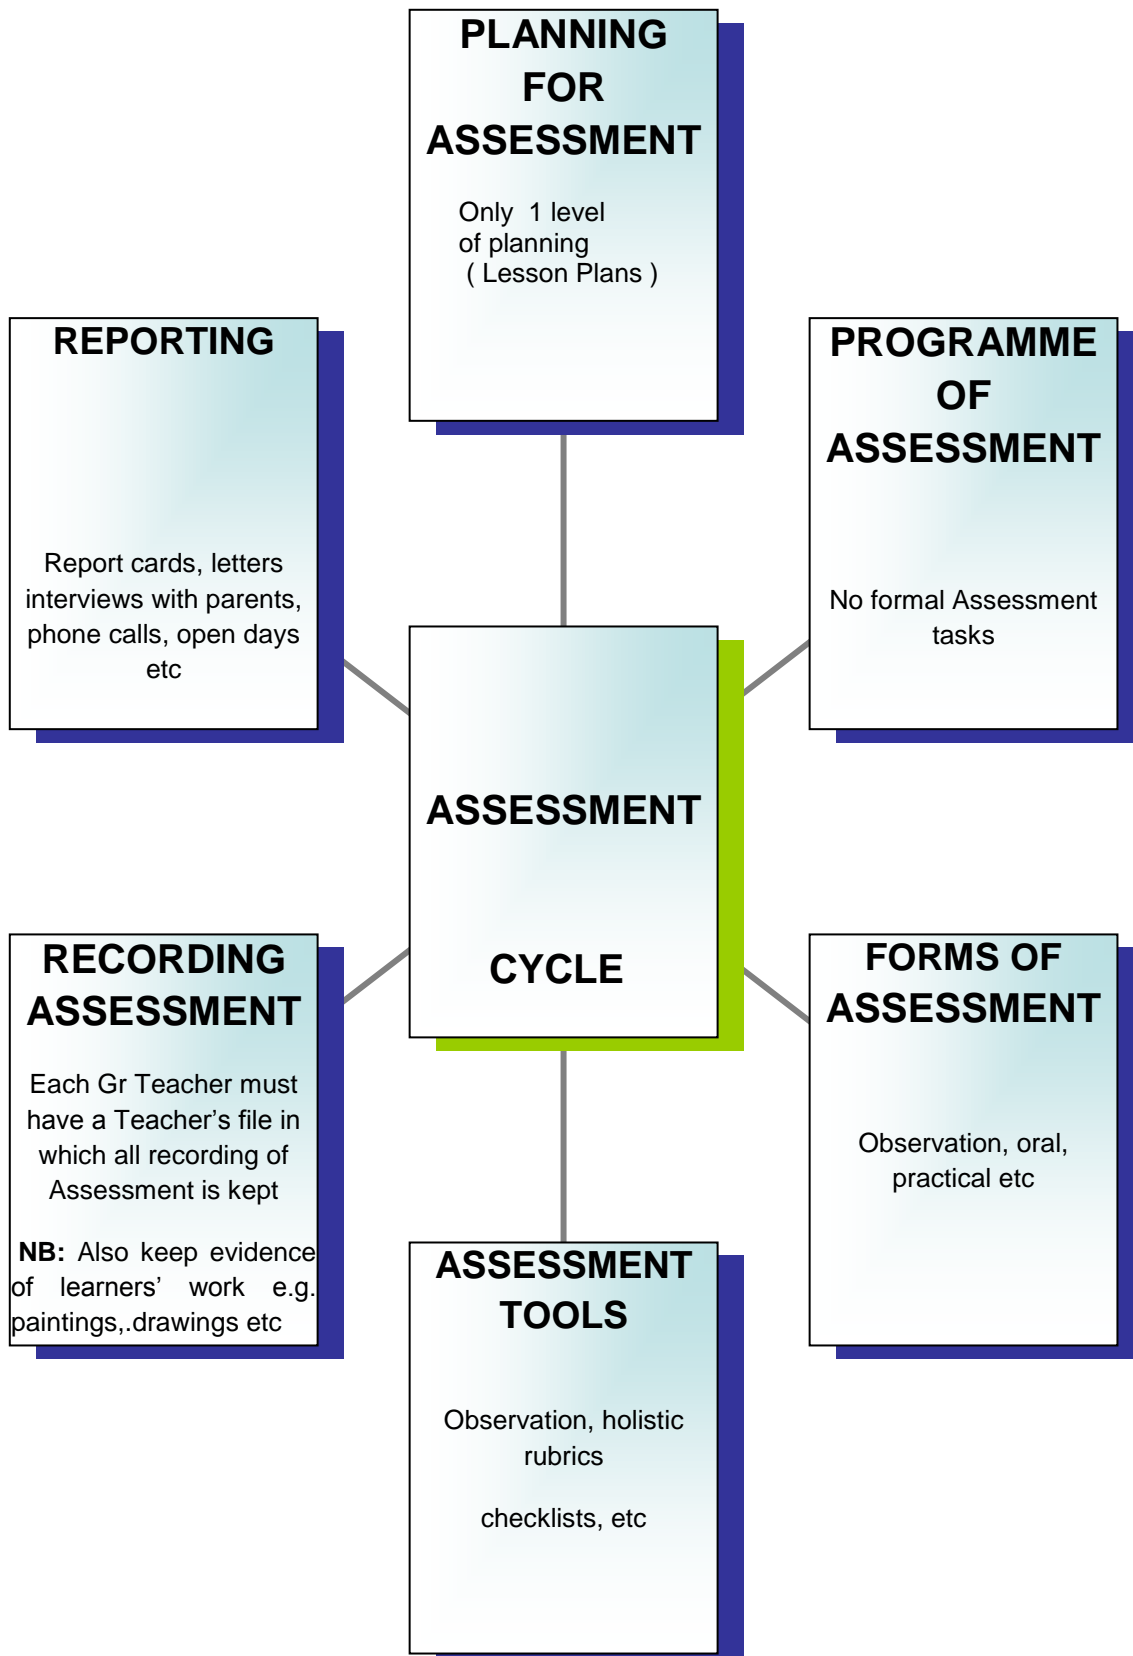 PLANNING
FOR
ASSESSMENT
Only 1 level
of planning
( Lesson Plans )
REPORTING
Report cards, letters
interviews with parents,
phone calls, open days
etc
PROGRAMME
OF
ASSESSMENT
No formal Assessment
tasks
ASSESSMENT
CYCLE
RECORDING
ASSESSMENT
Each Gr Teacher must
have a Teacher’s file in
which all recording of
Assessment is kept
NB: Also keep evidence
of learners’ work e.g.
paintings,.drawings etc
FORMS OF
ASSESSMENT
Observation, oral,
practical etc
ASSESSMENT
TOOLS
Observation, holistic
rubrics
checklists, etc